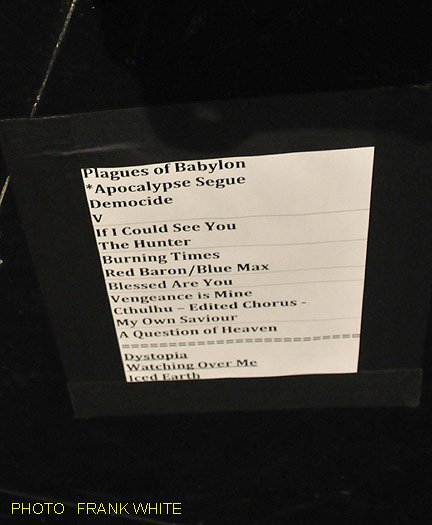 Plagues of Babylon
*Apocalypse Segue
Democide
V
If I Could See You
The Hunter
Burning Times
Red Baron/Blue Max
Blessed Are You
Vengeance is Mine
Cthulhu – Edited Chorus -
My Own Saviour
A Question of Heaven
==============================
Dystopia
Watching Over Me
Iced Earth
PHOTO FRANK WHITE